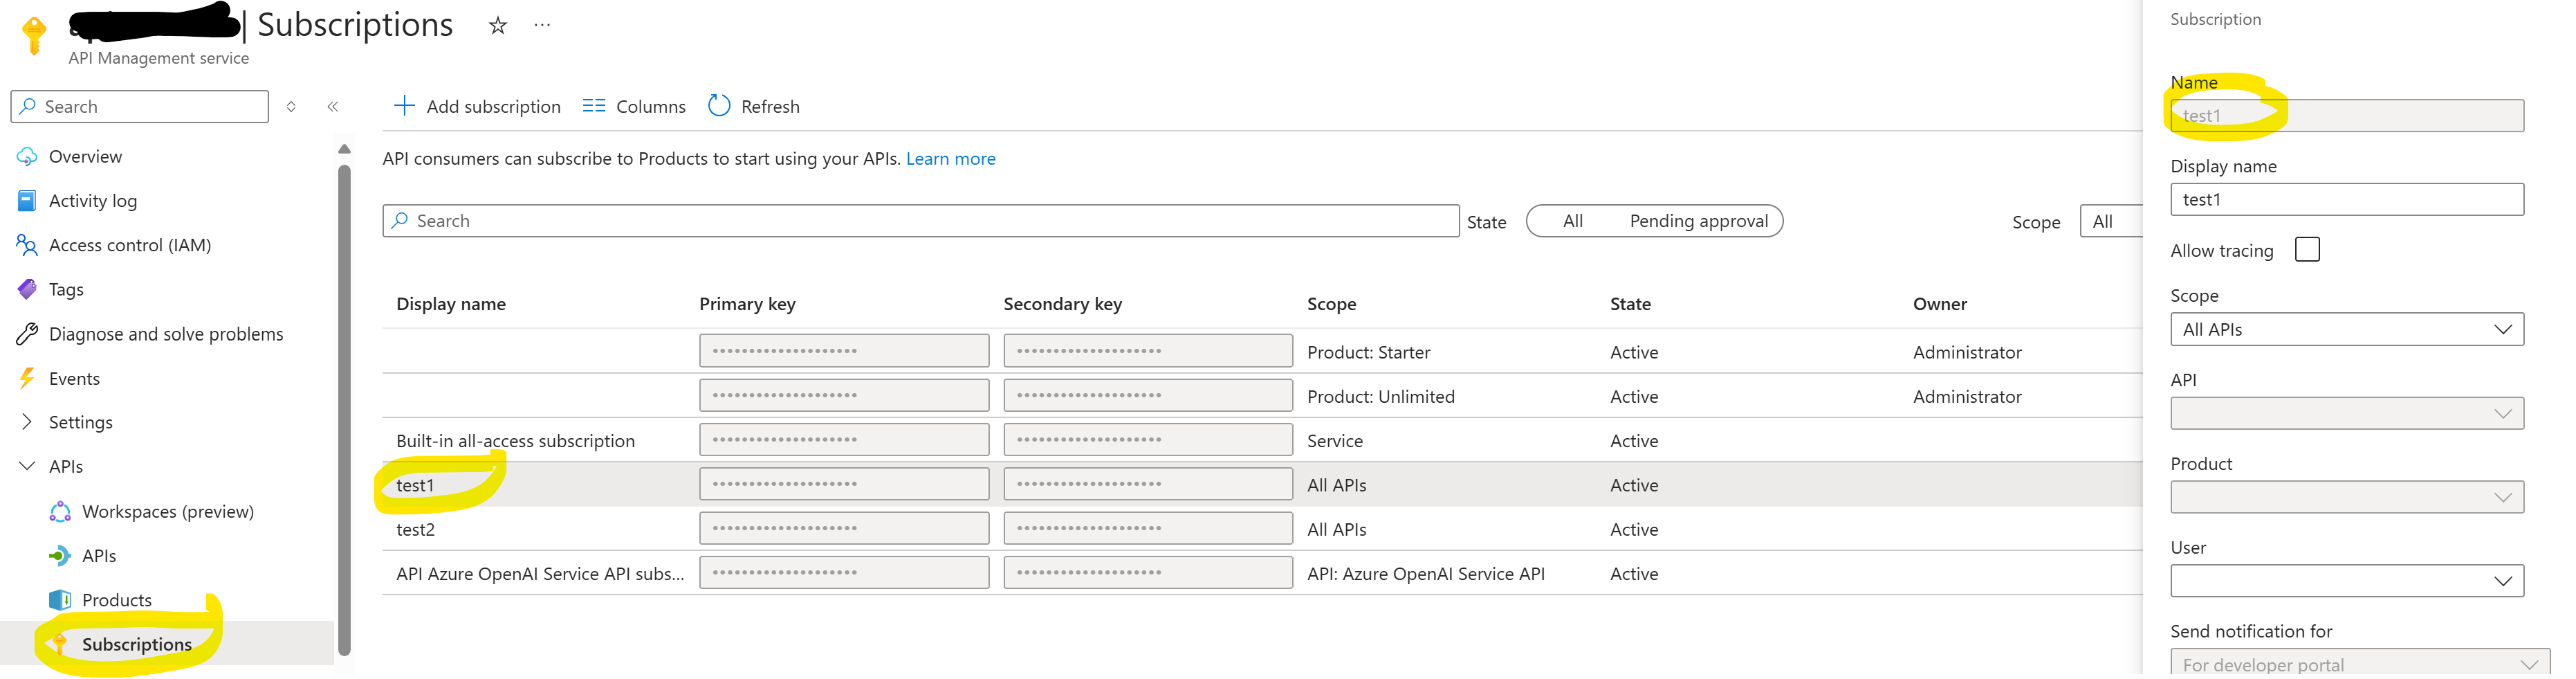 | Subscriptions
API Management service
Search
Overview
Activity log
Access control (IAM)
Tags
Diagnose and solve problems
Events
Settings
APIs
Workspaces (preview)
APIs
Products
Subscriptions
Add subscription Columns Refresh
API consumers can subscribe to Products to start using your APIs. Learn more
Search State All Pending approval Scope All
Display name Primary key Secondary key Scope State Owner
Product: Starter Active Administrator
Product: Unlimited Active Administrator
Built-in all-access subscription Service Active
test1 All APIs Active
test2 All APIs Active
API Azure OpenAI Service API subs... API: Azure OpenAI Service API Active
Subscription
Name
test1
Display name
test1
Allow tracing
Scope
All APIs
API
Product
User
Send notification for
For developer portal